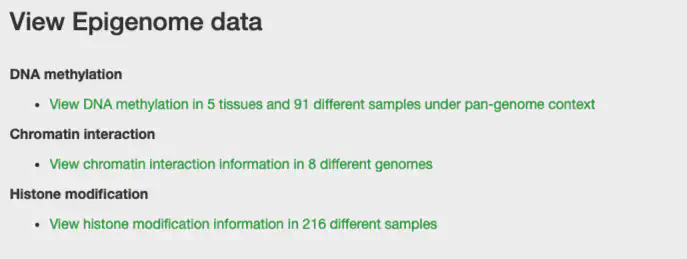 View Epigenome data
DNA methylation
• View DNA methylation in 5 tissues and 91 different samples under pan-genome context
Chromatin interaction
• View chromatin interaction information in 8 different genomes
Histone modification
• View histone modification information in 216 different samples